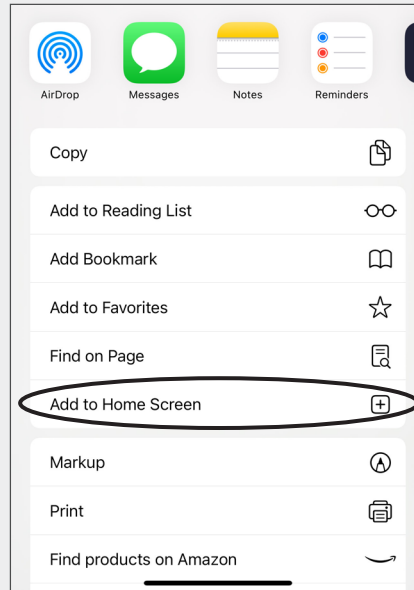 AirDrop Messages Notes Reminders
Copy
Add to Reading List
Add Bookmark
Add to Favorites
Find on Page
Add to Home Screen
Markup
Print
Find products on Amazon